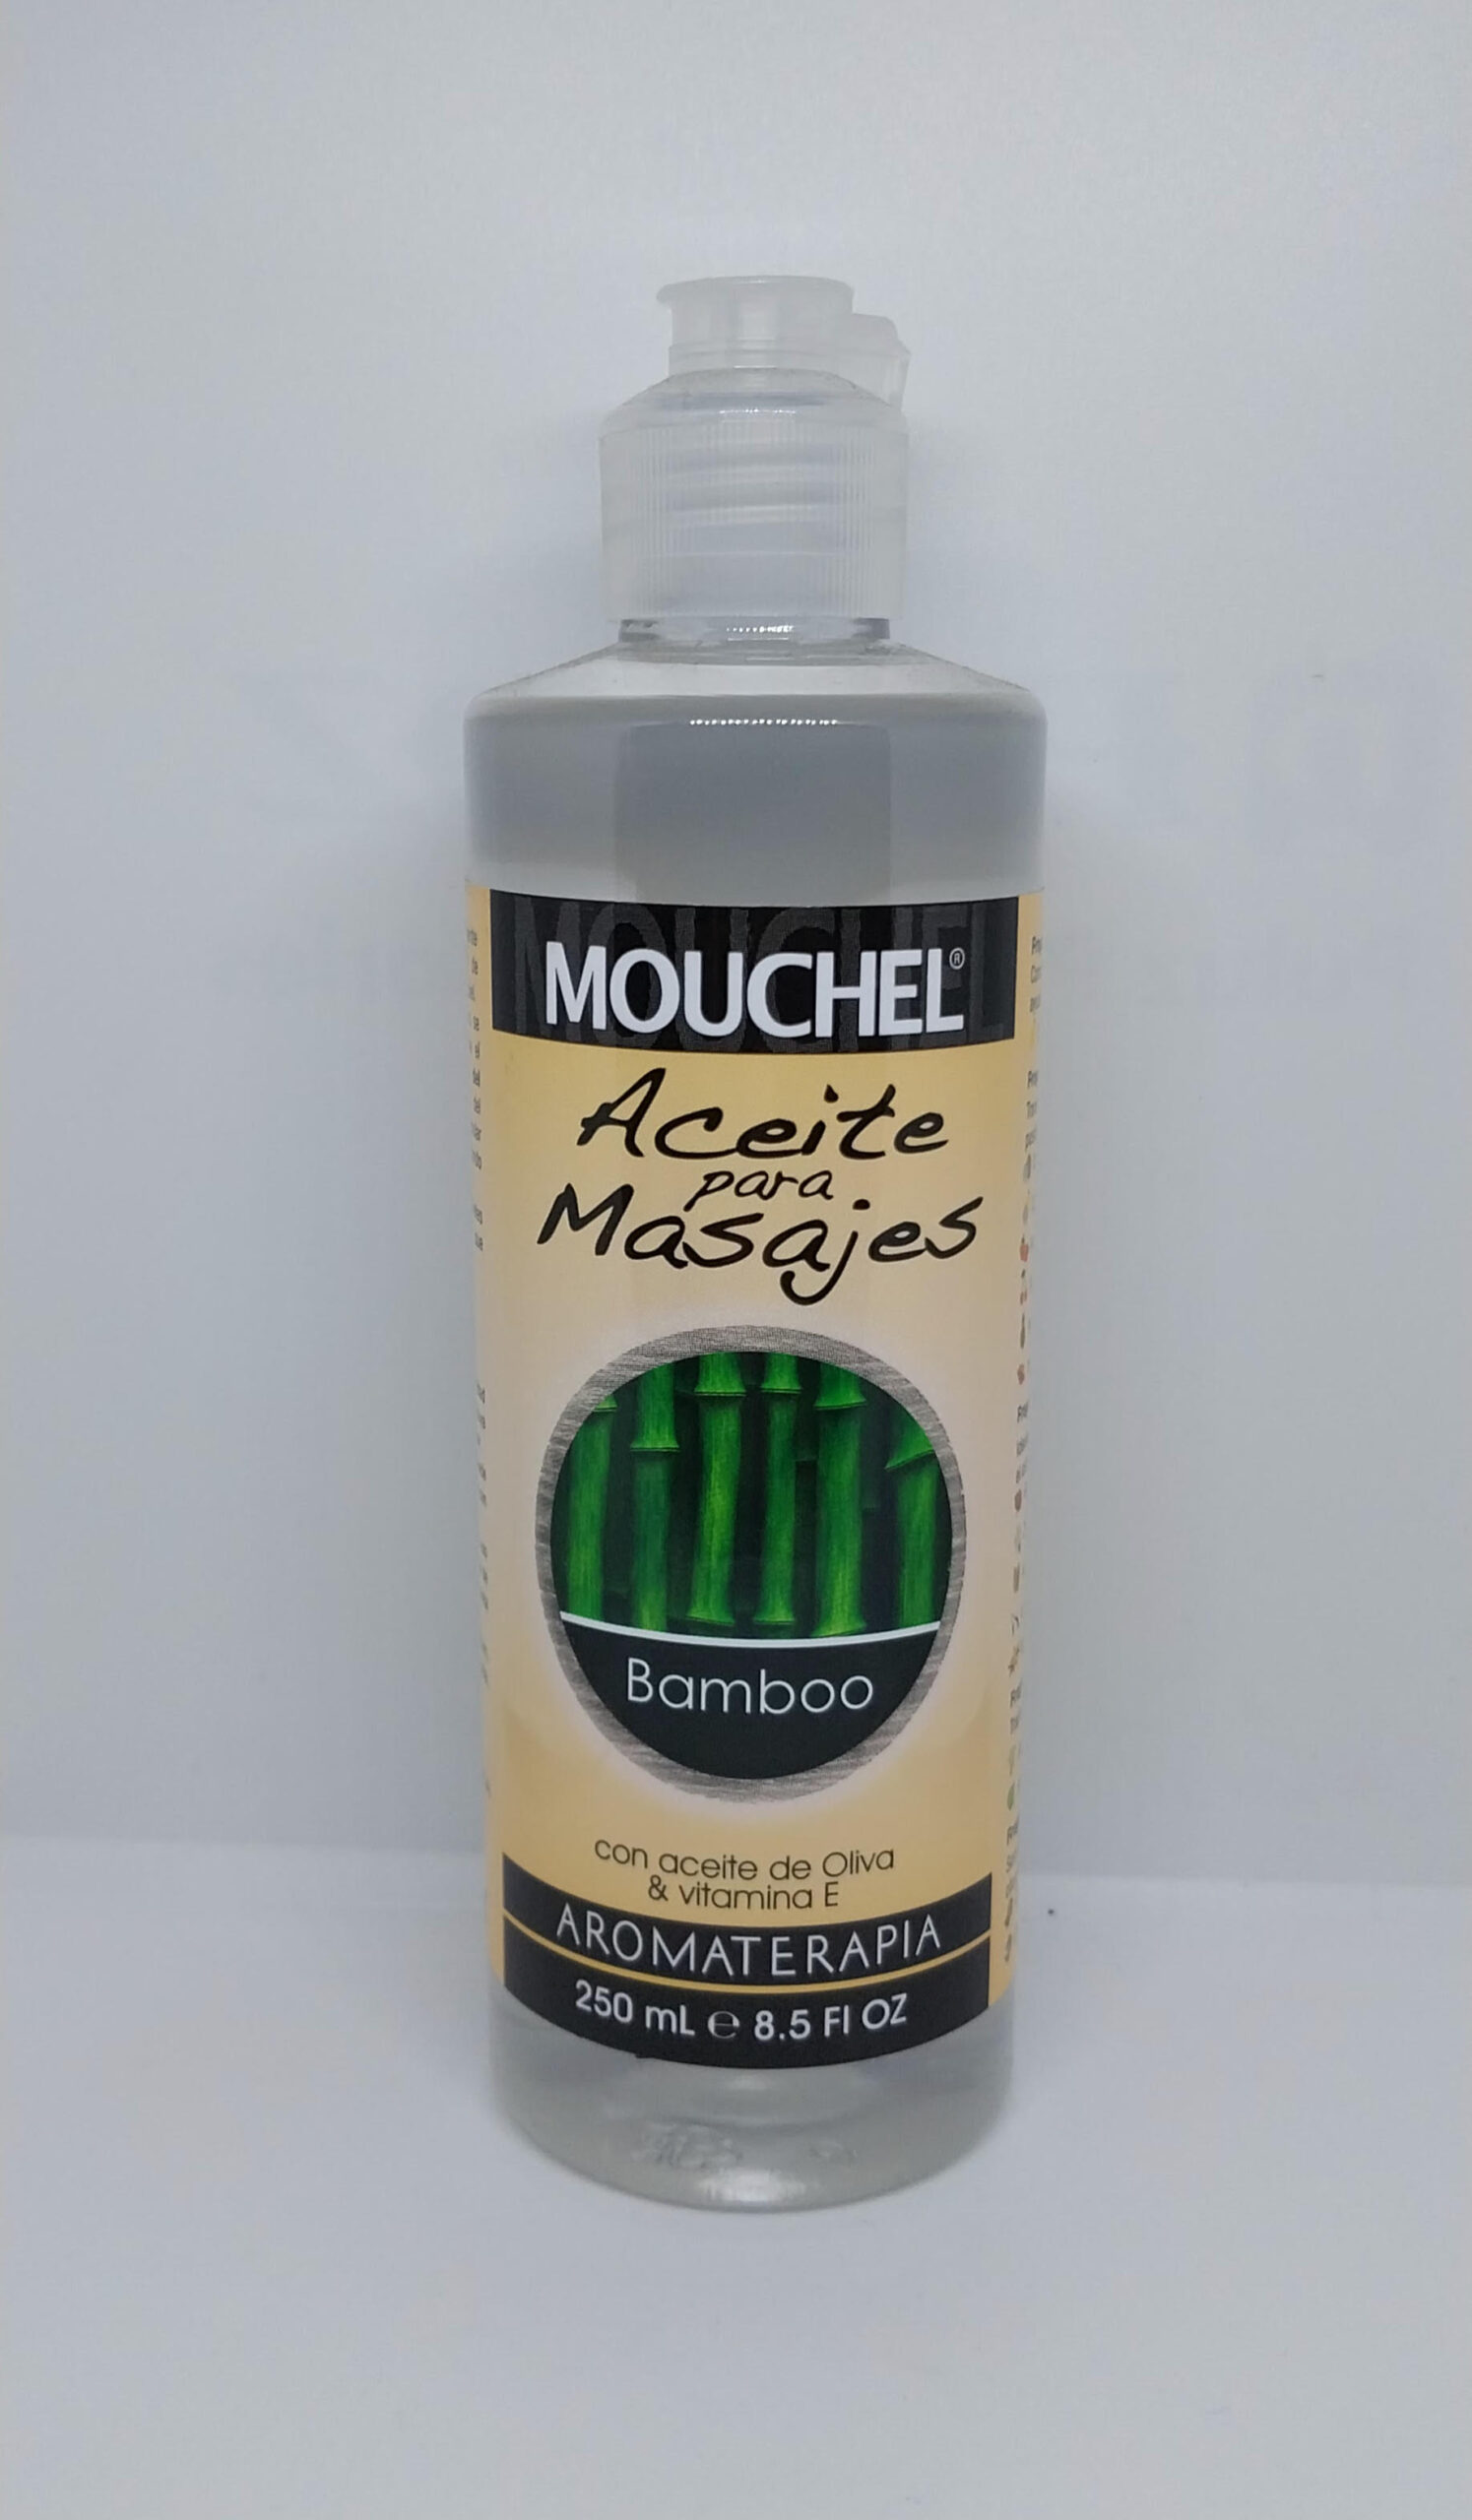 MOUCHEL®
Aceite
para
Masajes
Bamboo
con aceite de Oliva
& vitamina E
AROMATERAPIA
250 mL ℮ 8.5 Fl OZ